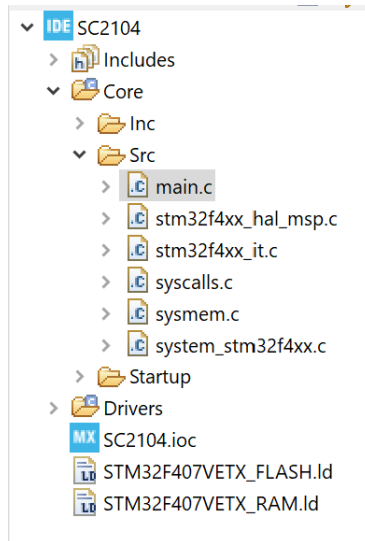 IDE SC2104
h Includes
C Core
Inc
Src
.c main.c
.c stm32f4xx_hal_msp.c
.c stm32f4xx_it.c
.c syscalls.c
.c sysmem.c
.c system_stm32f4xx.c
Startup
C Drivers
MX SC2104.ioc
LD STM32F407VETX_FLASH.ld
LD STM32F407VETX_RAM.ld